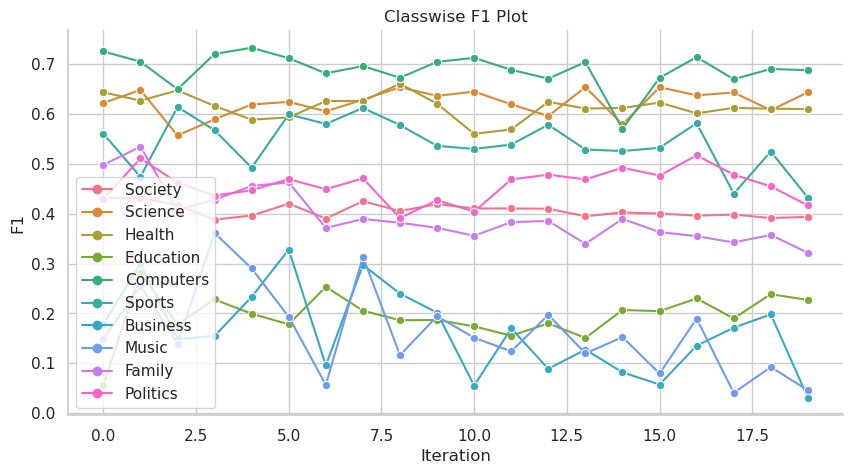 Classwise F1 Plot
F1
0.7
0.6
0.5
0.4
0.3
0.2
0.1
0.0
Society
Science
Health
Education
Computers
Sports
Business
Music
Family
Politics
0.0 2.5 5.0 7.5 10.0 12.5 15.0 17.5
Iteration